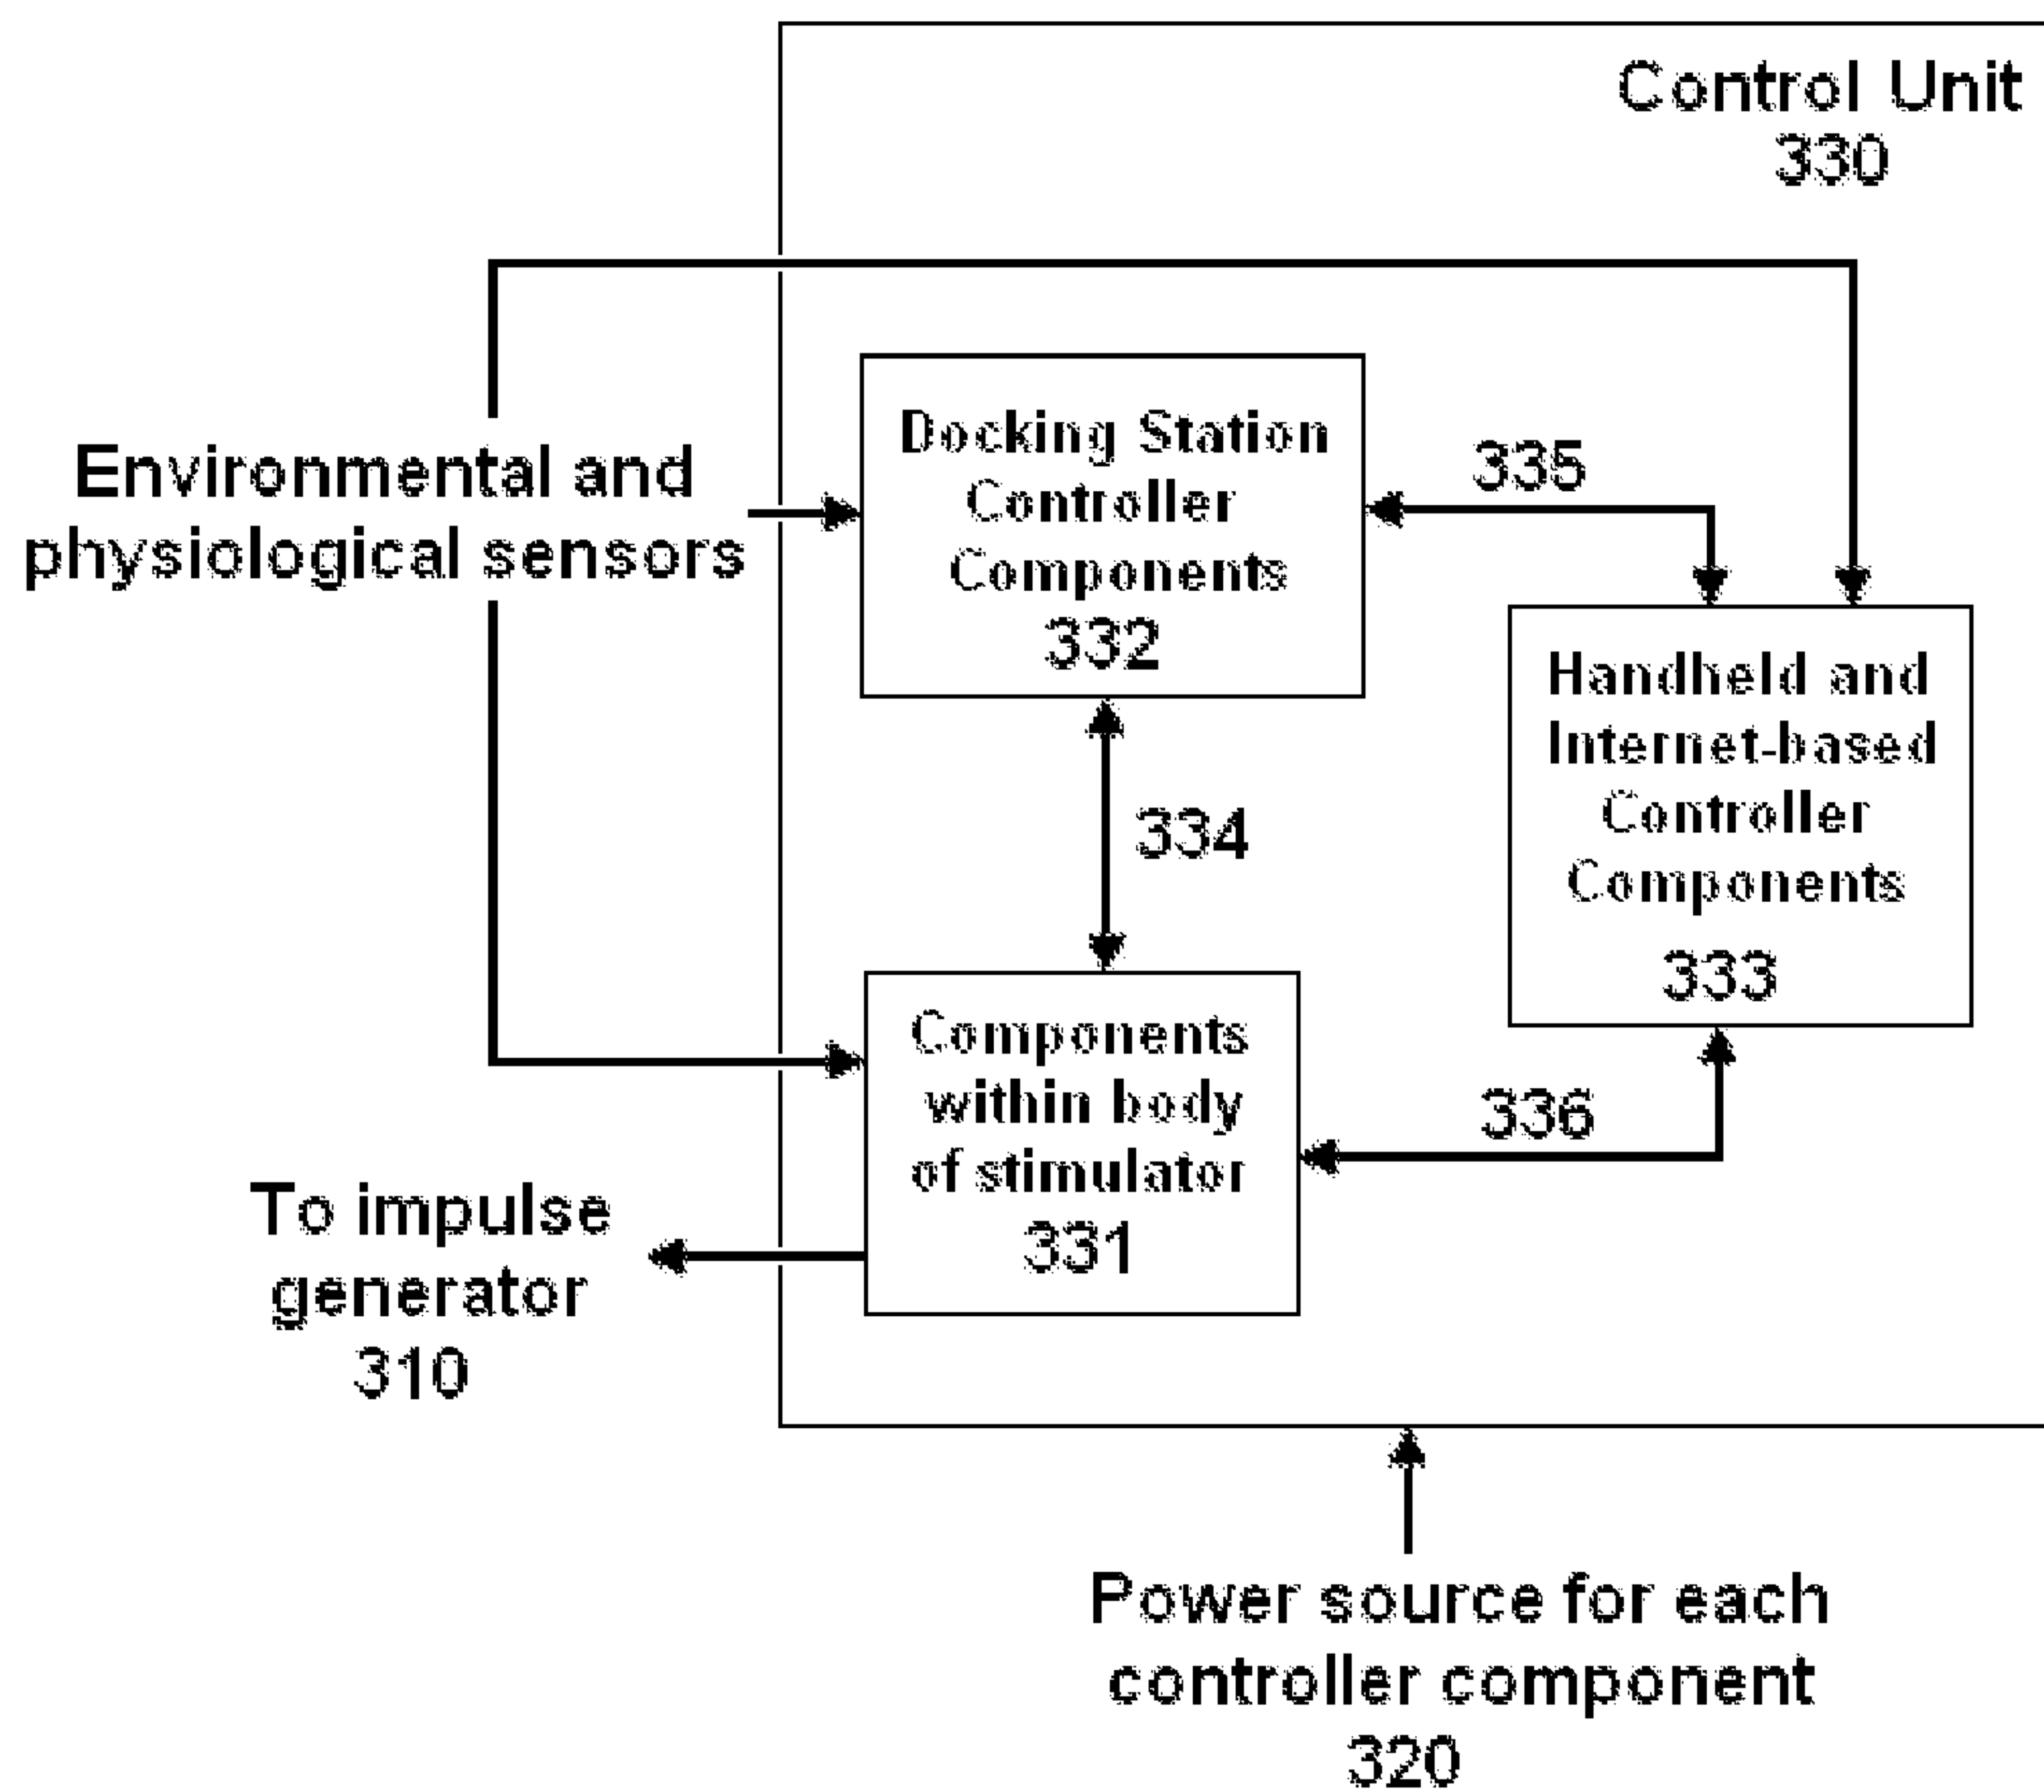 Control Unit
330
Environmental and
physiological sensors
Docking Station
Controller
Components
332
335
Handheld and
Internet-based
Controller
Components
333
334
Components
within body
of stimulator
331
336
To impulse
generator
310
Power source for each
controller component
320